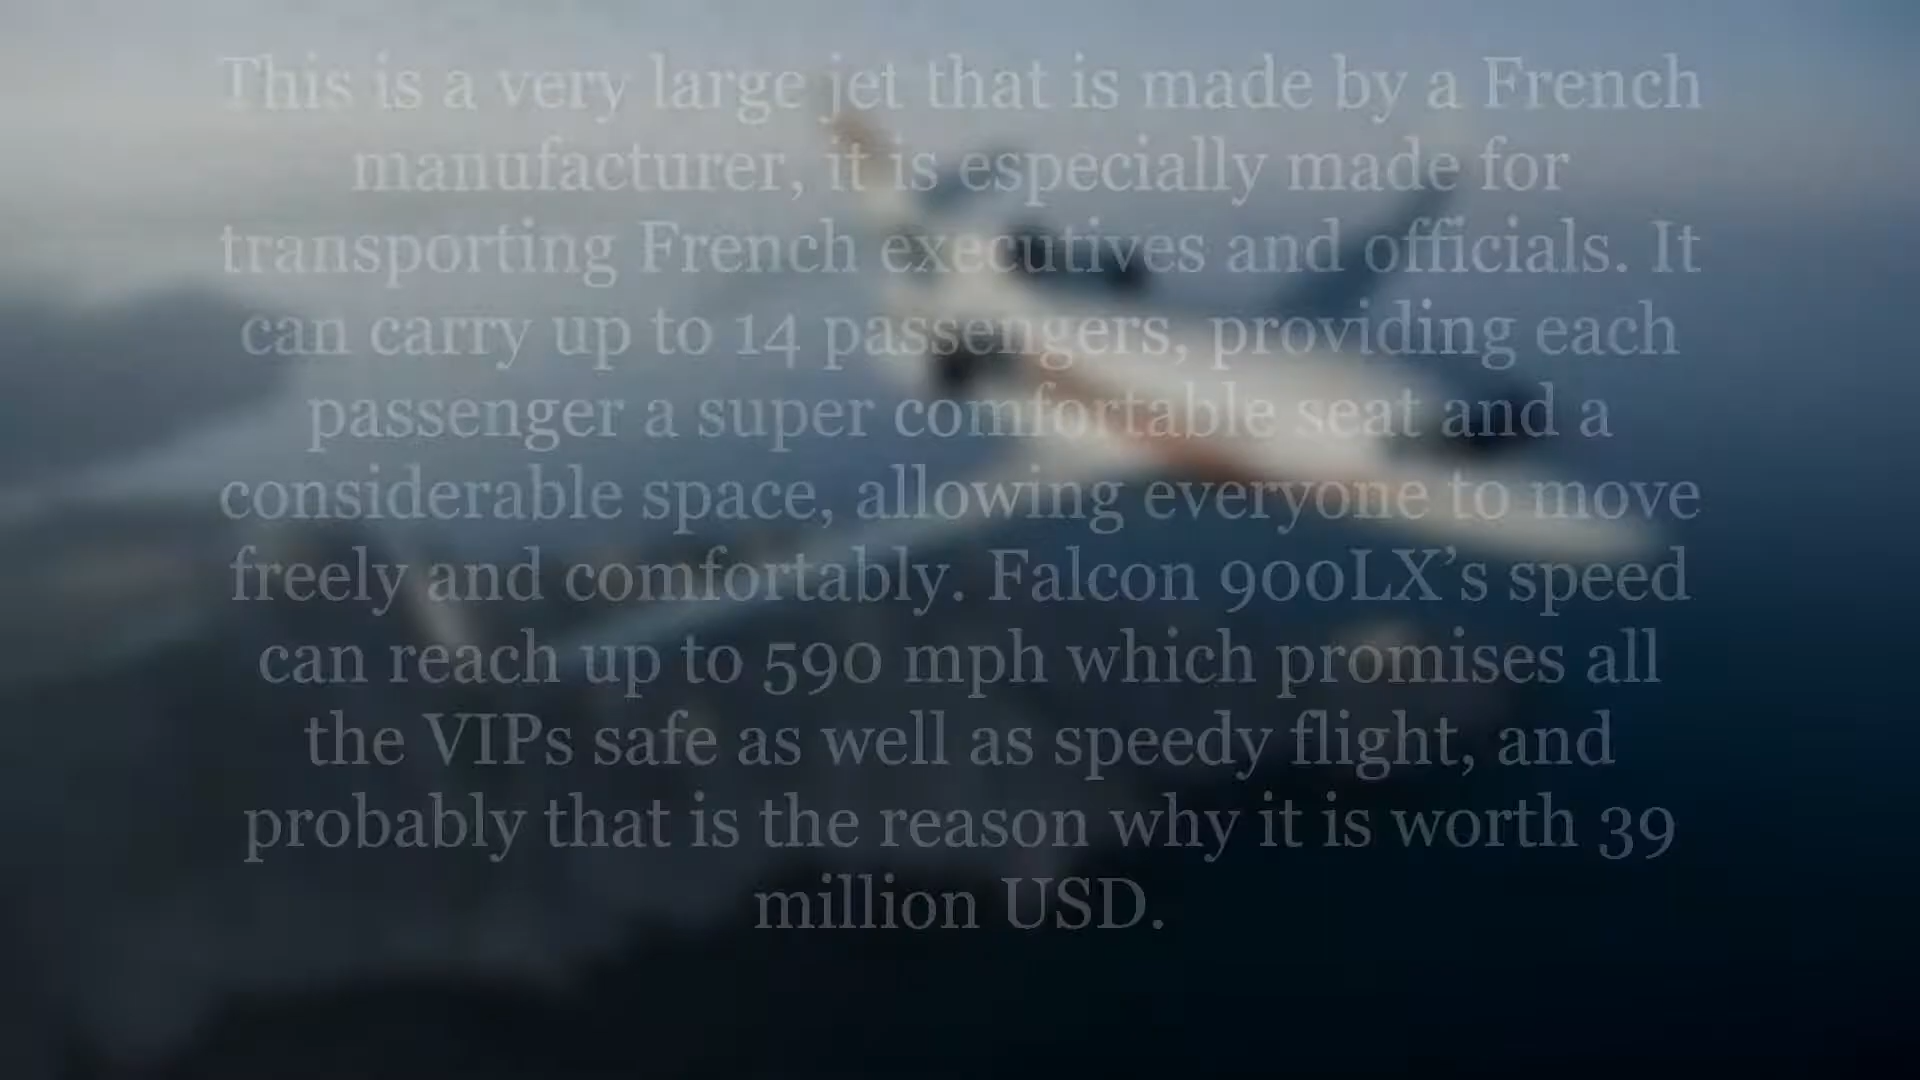 This is a very large jet that is made by a French
manufacturer, it is especially made for
transporting French executives and officials. It
can carry up to 14 passengers, providing each
passenger a super comfortable seat and a
considerable space, allowing everyone to move
freely and comfortably. Falcon 900LX’s speed
can reach up to 590 mph which promises all
the VIPs safe as well as speedy flight, and
probably that is the reason why it is worth 39
million USD.